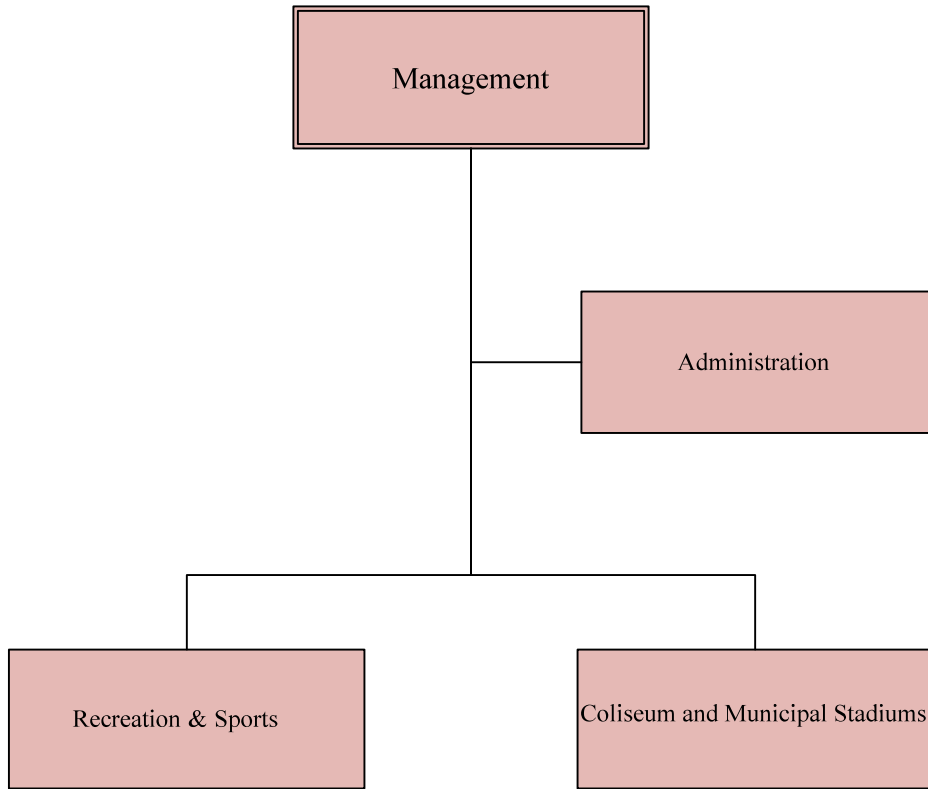 Management
Administration
Recreation & Sports
Coliseum and Municipal Stadiums